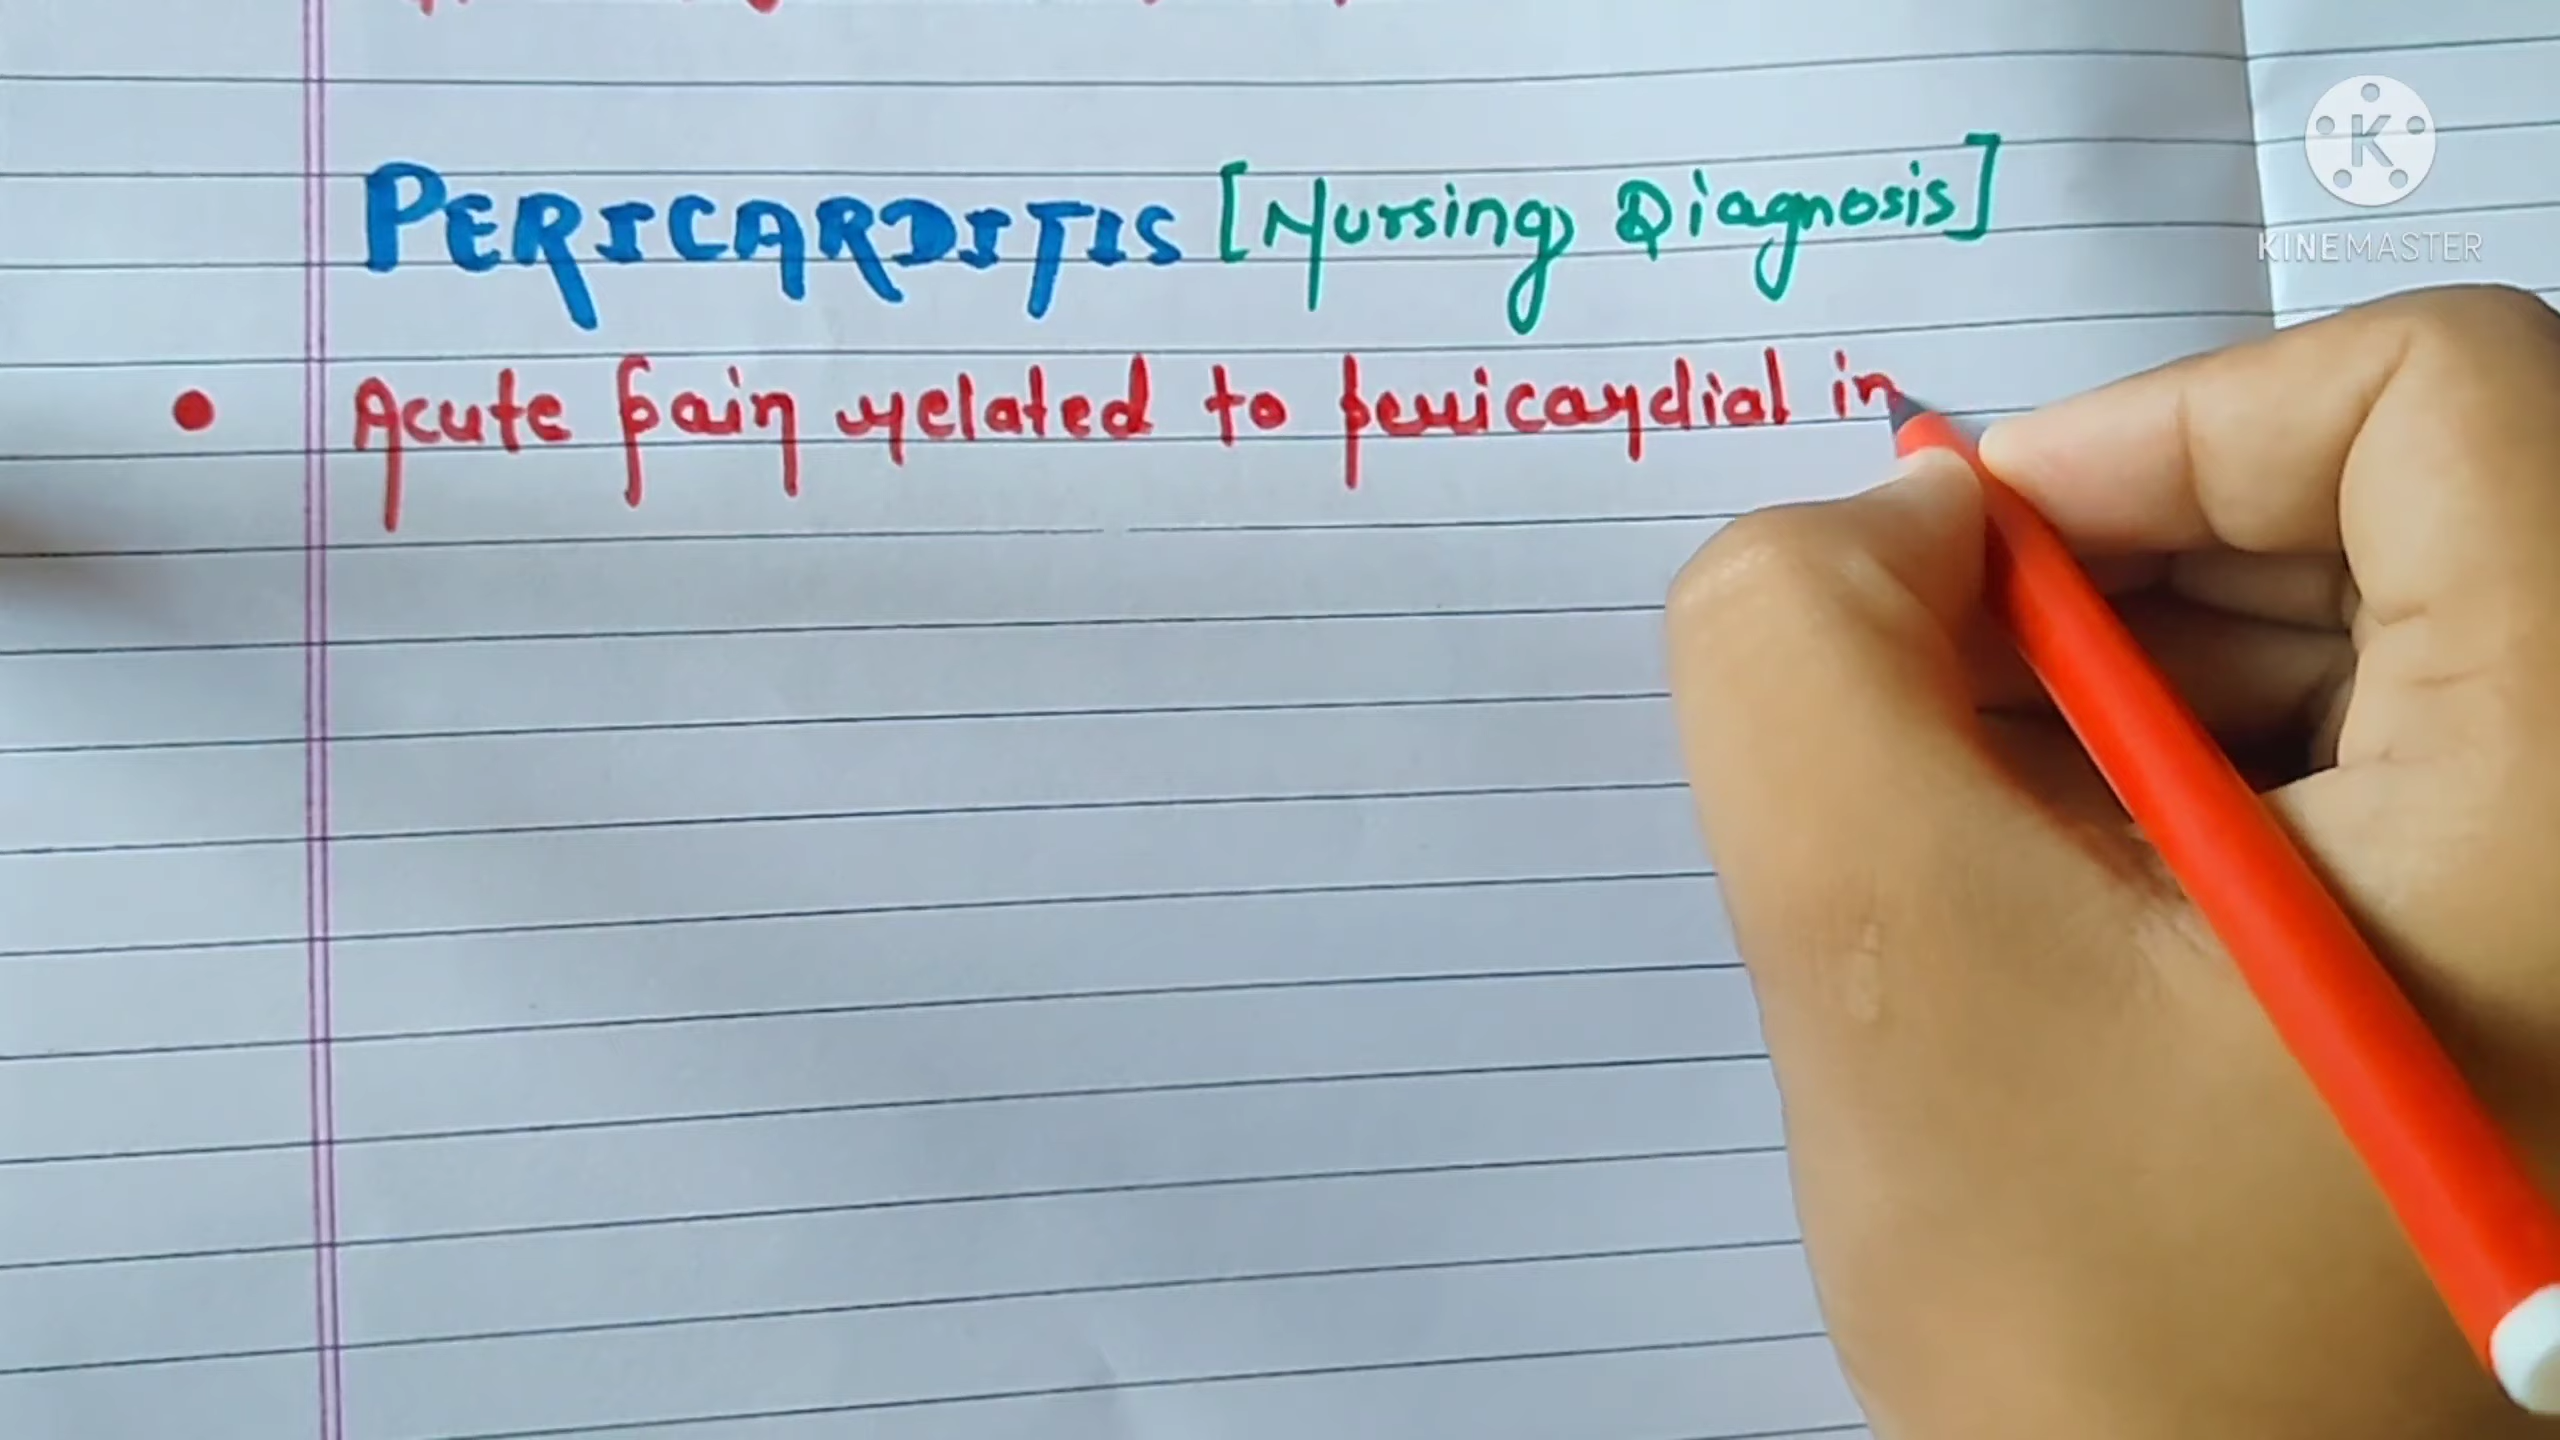 PERICARDITIS [Nursing Diagnosis]
• Acute pain related to pericardial in
K
KINEMASTER